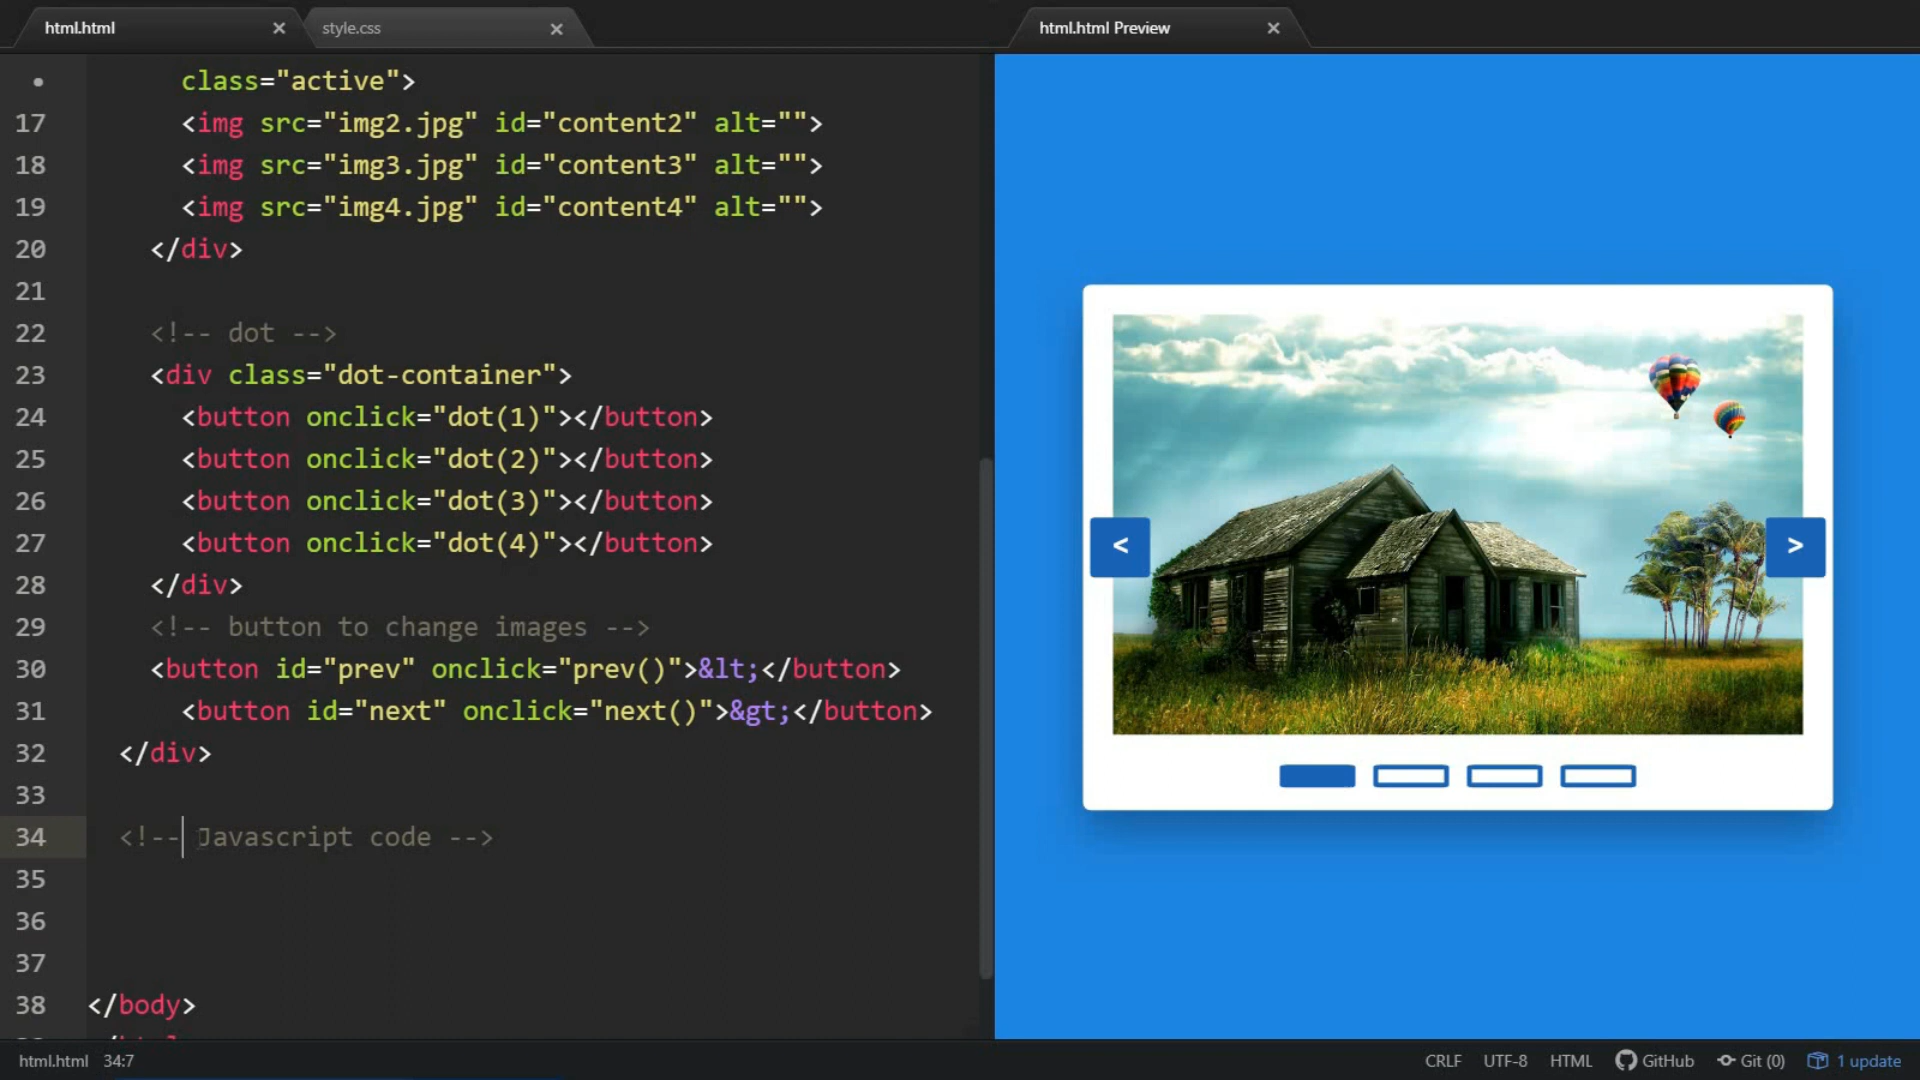 html.html
style.css
html.html Preview
class="active">
17 <img src="img2.jpg" id="content2" alt="">
18 <img src="img3.jpg" id="content3" alt="">
19 <img src="img4.jpg" id="content4" alt="">
20 </div>
21
22 <!-- dot -->
23 <div class="dot-container">
24 <button onclick="dot(1)"></button>
25 <button onclick="dot(2)"></button>
26 <button onclick="dot(3)"></button>
27 <button onclick="dot(4)"></button>
28 </div>
29 <!-- button to change images -->
30 <button id="prev" onclick="prev()">&lt;</button>
31 <button id="next" onclick="next()">&gt;</button>
32 </div>
33
34 <!-- Javascript code -->
35
36
37
38 </body>
<
>
html.html 34:7
CRLF UTF-8 HTML GitHub Git (0) 1 update